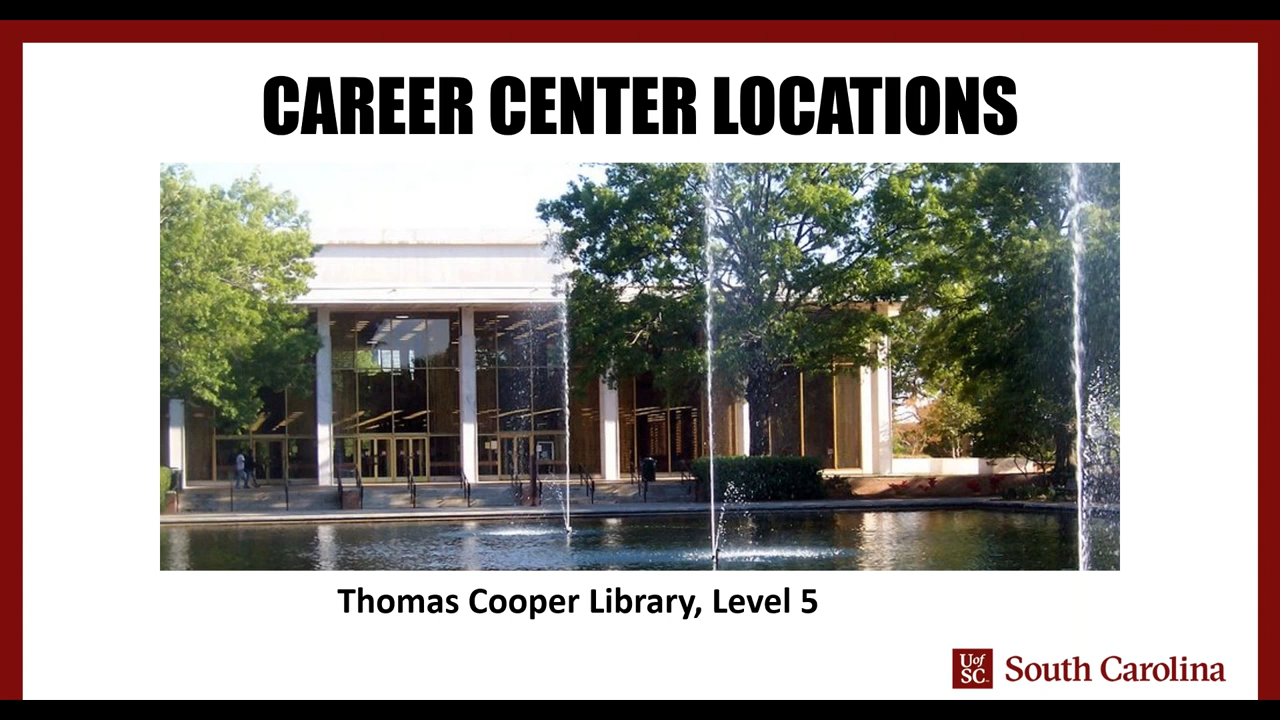 CAREER CENTER LOCATIONS
Thomas Cooper Library, Level 5
UofSC South Carolina